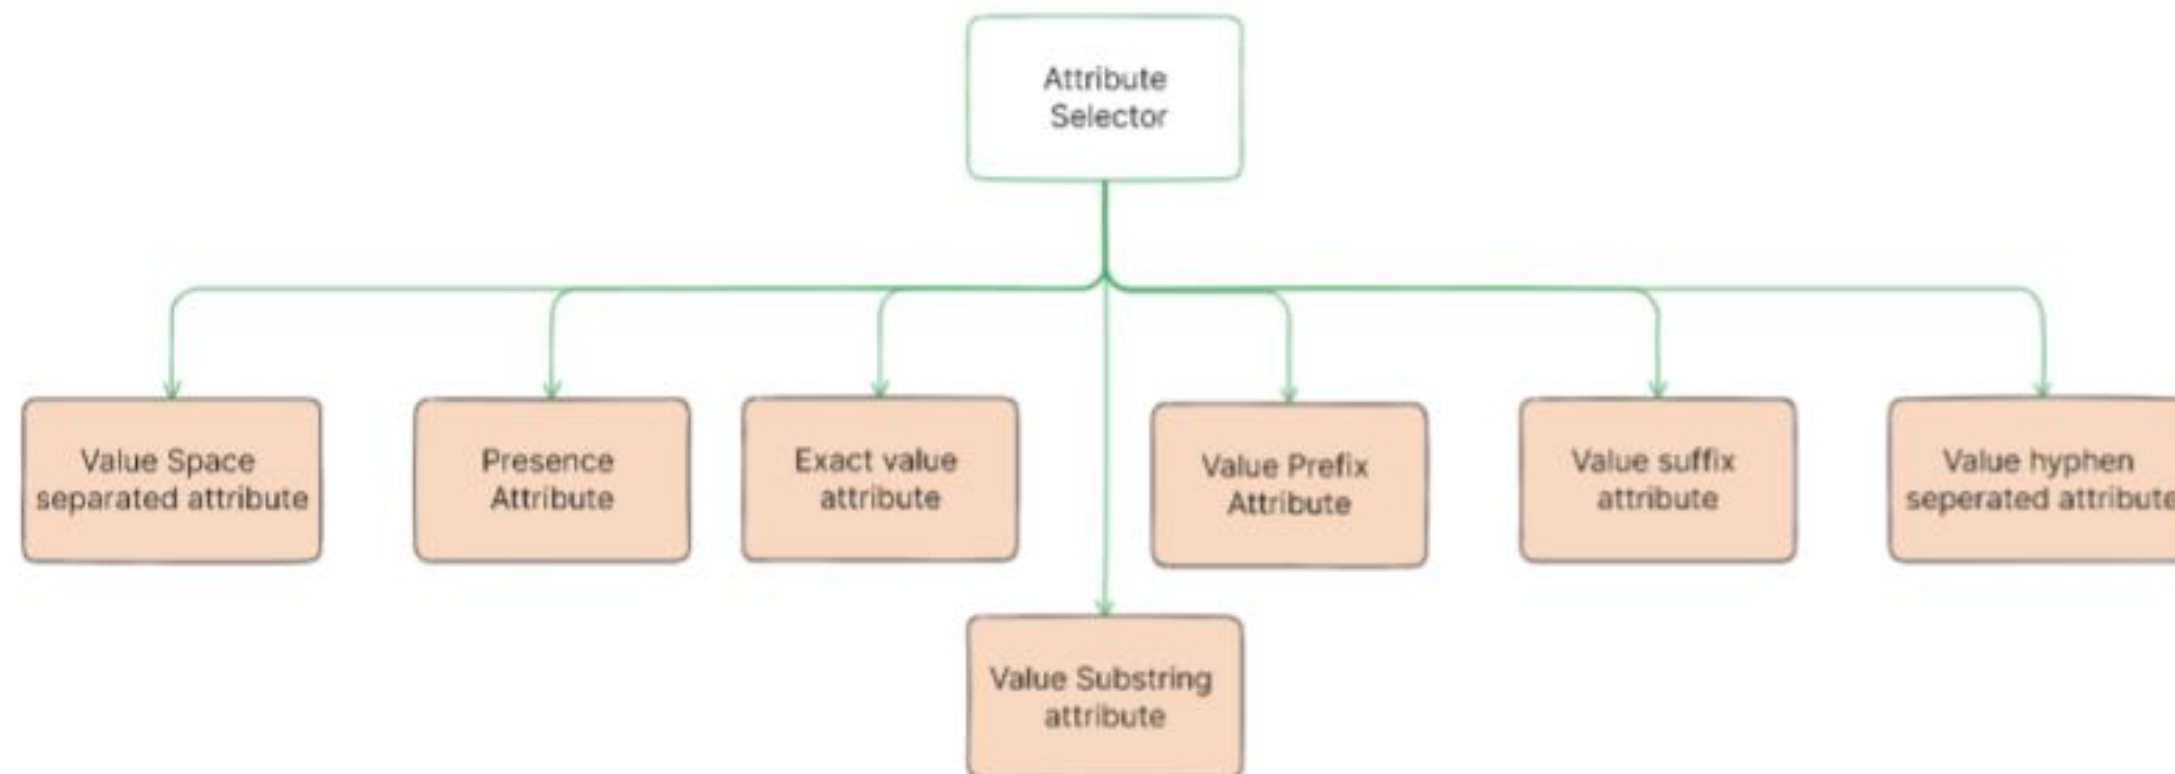 Attribute
Selector
Value Space
separated attribute
Presence
Attribute
Exact value
attribute
Value Prefix
Attribute
Value suffix
attribute
Value hyphen
seperated attribute
Value Substring
attribute